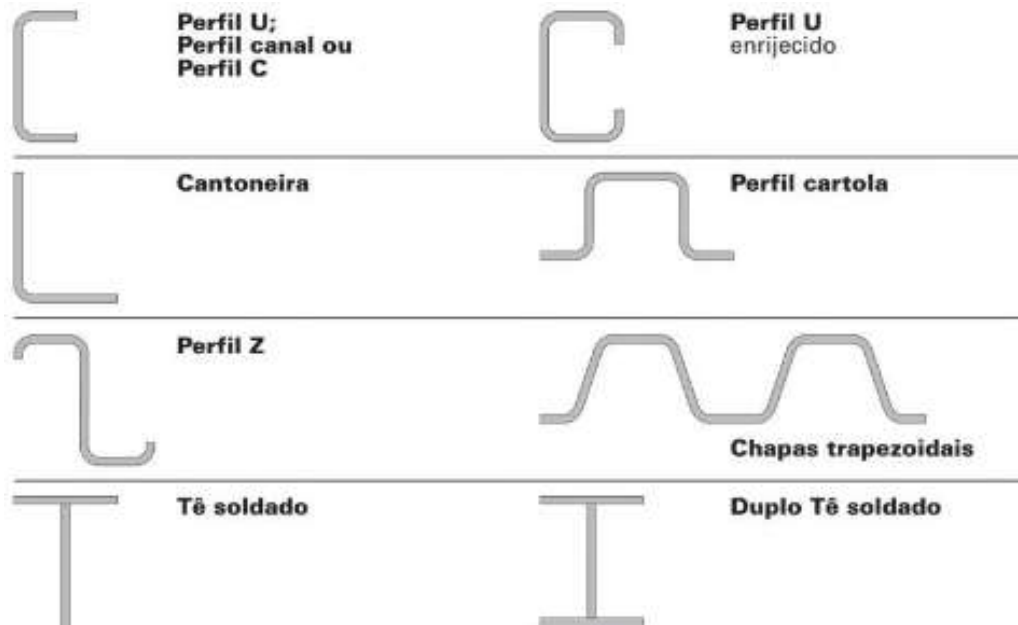 Perfil U;
Perfil canal ou
Perfil C
Perfil U
enrijecido
Cantoneira
Perfil cartola
Perfil Z
Chapas trapezoidais
Tê soldado
Duplo Tê soldado